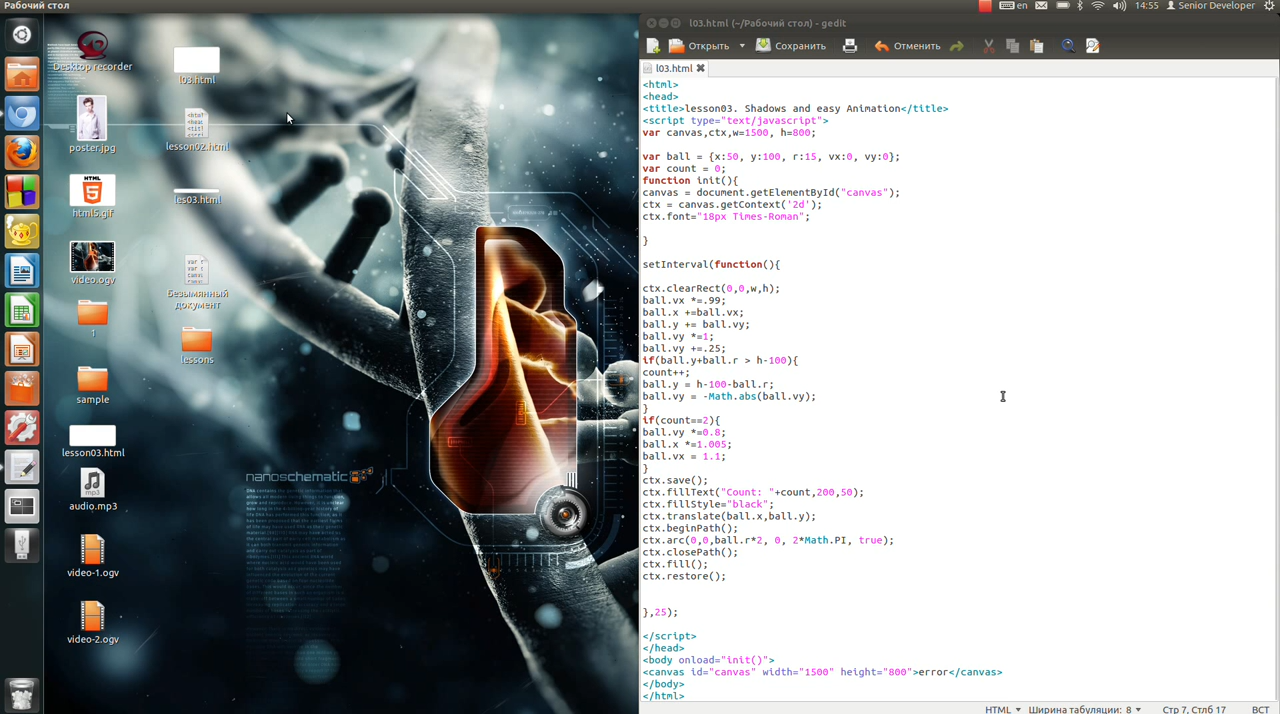 Рабочий стол
en
14:55
Senior Developer
Desktop recorder
l03.html
poster.jpg
lesson02.html
HTML
5
html5.gif
les03.html
video.ogv
Безымянный
документ
1
lessons
sample
lesson03.html
mp3
audio.mp3
video-1.ogv
video-2.ogv
nanoschematic
l03.html (~/Рабочий стол) - gedit
Открыть
Сохранить
Отменить
l03.html
<html>
<head>
<title>lesson03. Shadows and easy Animation</title>
<script type="text/javascript">
var canvas,ctx,w=1500, h=800;
var ball = {x:50, y:100, r:15, vx:0, vy:0};
var count = 0;
function init(){
canvas = document.getElementById("canvas");
ctx = canvas.getContext('2d');
ctx.font="18px Times-Roman";
}
setInterval(function(){
ctx.clearRect(0,0,w,h);
ball.vx *=.99;
ball.x +=ball.vx;
ball.y += ball.vy;
ball.vy *=1;
ball.vy +=.25;
if(ball.y+ball.r > h-100){
count++;
ball.y = h-100-ball.r;
ball.vy = -Math.abs(ball.vy);
}
if(count==2){
ball.vy *=0.8;
ball.x *=1.005;
ball.vx = 1.1;
}
ctx.save();
ctx.fillText("Count: "+count,200,50);
ctx.fillStyle="black";
ctx.translate(ball.x,ball.y);
ctx.beginPath();
ctx.arc(0,0,ball.r*2, 0, 2*Math.PI, true);
ctx.closePath();
ctx.fill();
ctx.restore();
},25);
</script>
</head>
<body onload="init()">
<canvas id="canvas" width="1500" height="800">error</canvas>
</body>
</html>
HTML
Ширина табуляции: 8
Стр 7, Стлб 17
ВСТ